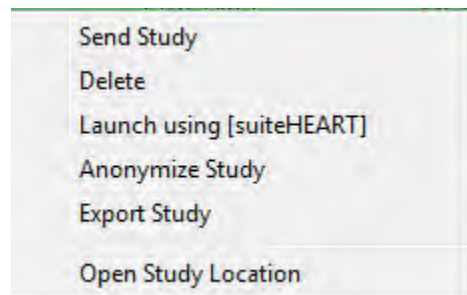 Send Study
Delete
Launch using [suiteHEART]
Anonymize Study
Export Study
Open Study Location